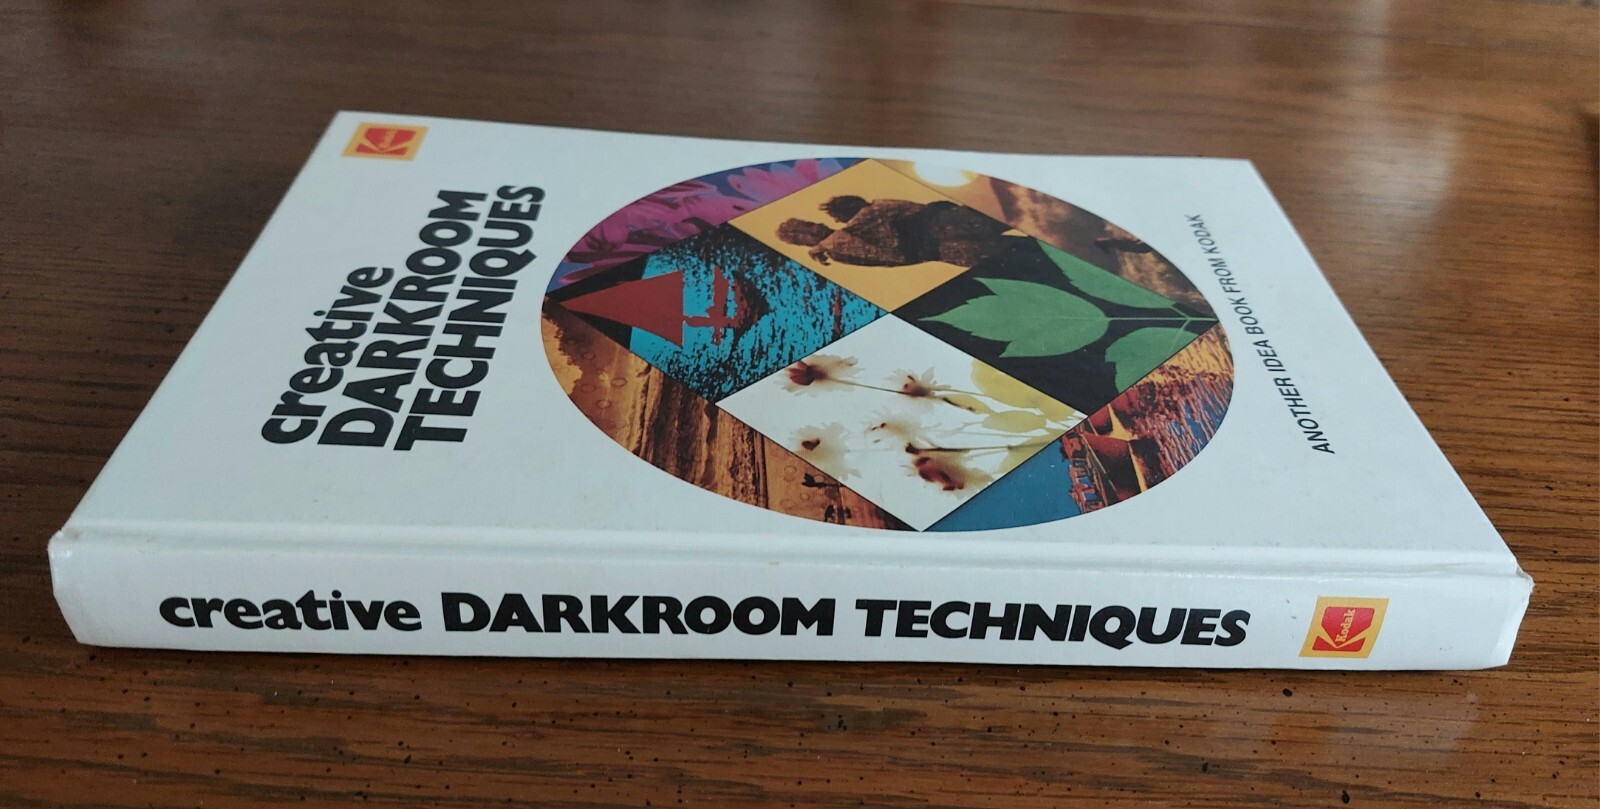 Kodak
creative
DARKROOM
TECHNIQUES
ANOTHER IDEA BOOK FROM KODAK
creative DARKROOM TECHNIQUES
Kodak